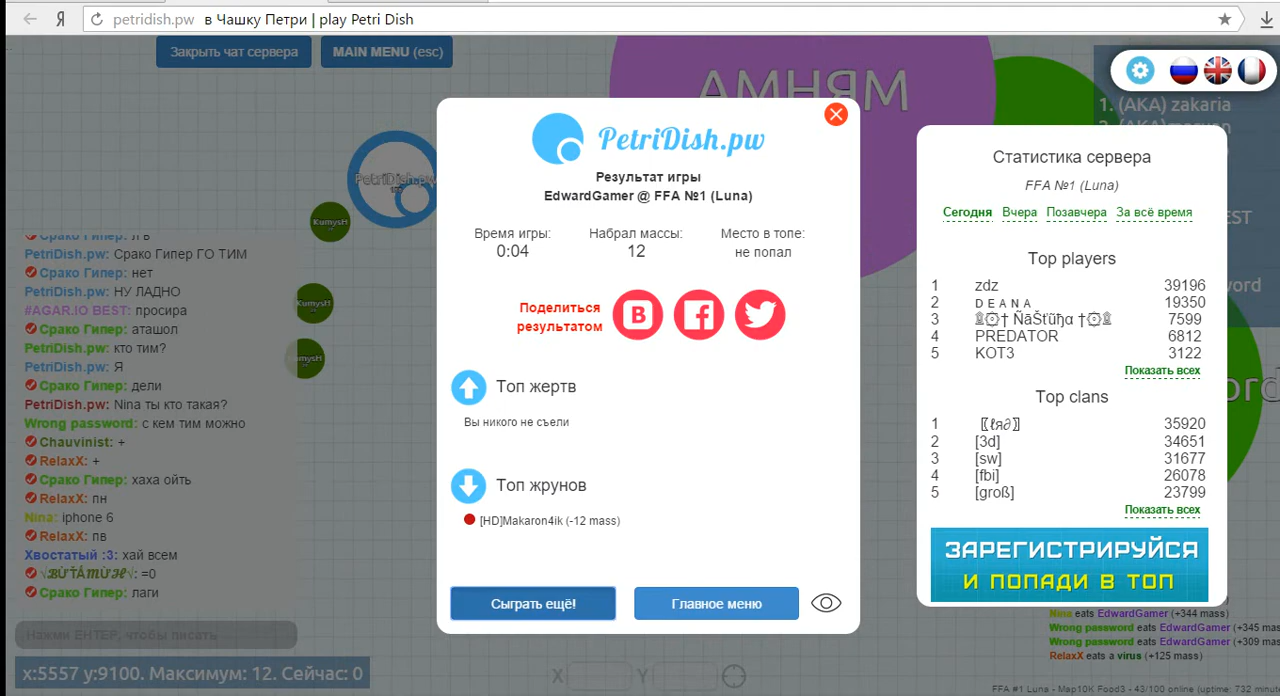 petridish.pw в Чашку Петри | play Petri Dish
Закрыть чат сервера
MAIN MENU (esc)
АМНЯМ
1. (AKA) zakaria
PetriDish.pw
KumysH
KumysH
PetriDish.pw: Срако Гипер ГО ТИМ
Срако Гипер: нет
PetriDish.pw: НУ ЛАДНО
#AGAR.IO BEST: просира
Срако Гипер: аташол
PetriDish.pw: кто тим?
PetriDish.pw: Я
Срако Гипер: дели
PetriDish.pw: Nina ты кто такая?
Wrong password: с кем тим можно
Chauvinist: +
RelaxX: +
Срако Гипер: хаха ойть
RelaxX: пн
Nina: iphone 6
RelaxX: пв
Хвостатый :3: хай всем
Срако Гипер: лаги
Нажми ЕНТЕР, чтобы писать
x:5557 y:9100. Максимум: 12. Сейчас: 0
PetriDish.pw
Результат игры
EdwardGamer @ FFA №1 (Luna)
Время игры: Набрал массы: Место в топе:
0:04 12 не попал
Поделиться
результатом
Топ жертв
Вы никого не съели
Топ жрунов
[HD]Makaron4ik (-12 mass)
Сыграть ещё!
Главное меню
X Y
Статистика сервера
FFA №1 (Luna)
Сегодня Вчера Позавчера За всё время
Top players
1 zdz 39196
2 D E A N A 19350
3 7599
4 PREDATOR 6812
5 KOT3 3122
Показать всех
Top clans
1 35920
2 [3d] 34651
3 [sw] 31677
4 [fbi] 26078
5 [groß] 23799
Показать всех
ЗАРЕГИСТРИРУЙСЯ
И ПОПАДИ В ТОП
Nina eats EdwardGamer (+344 mass)
Wrong password eats EdwardGamer (+345 mass
Wrong password eats EdwardGamer (+309 mass
RelaxX eats a virus (+125 mass)
FFA #1 Luna - Map10K Food3 - 43/100 online (uptime: 732 minute